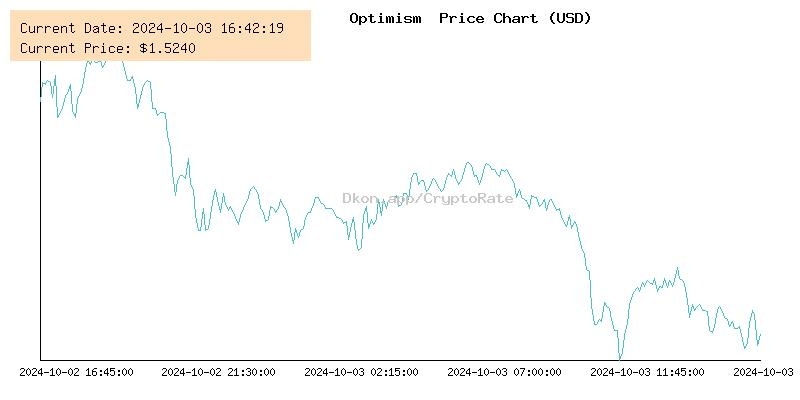 Optimism  Price Chart (USD)
Current Date: 2024-10-03 16:42:19
Current Price: $1.5240
Dkon.app/CryptoRate
2024-10-02 16:45:00 2024-10-02 21:30:00 2024-10-03 02:15:00 2024-10-03 07:00:00 2024-10-03 11:45:00 2024-10-03